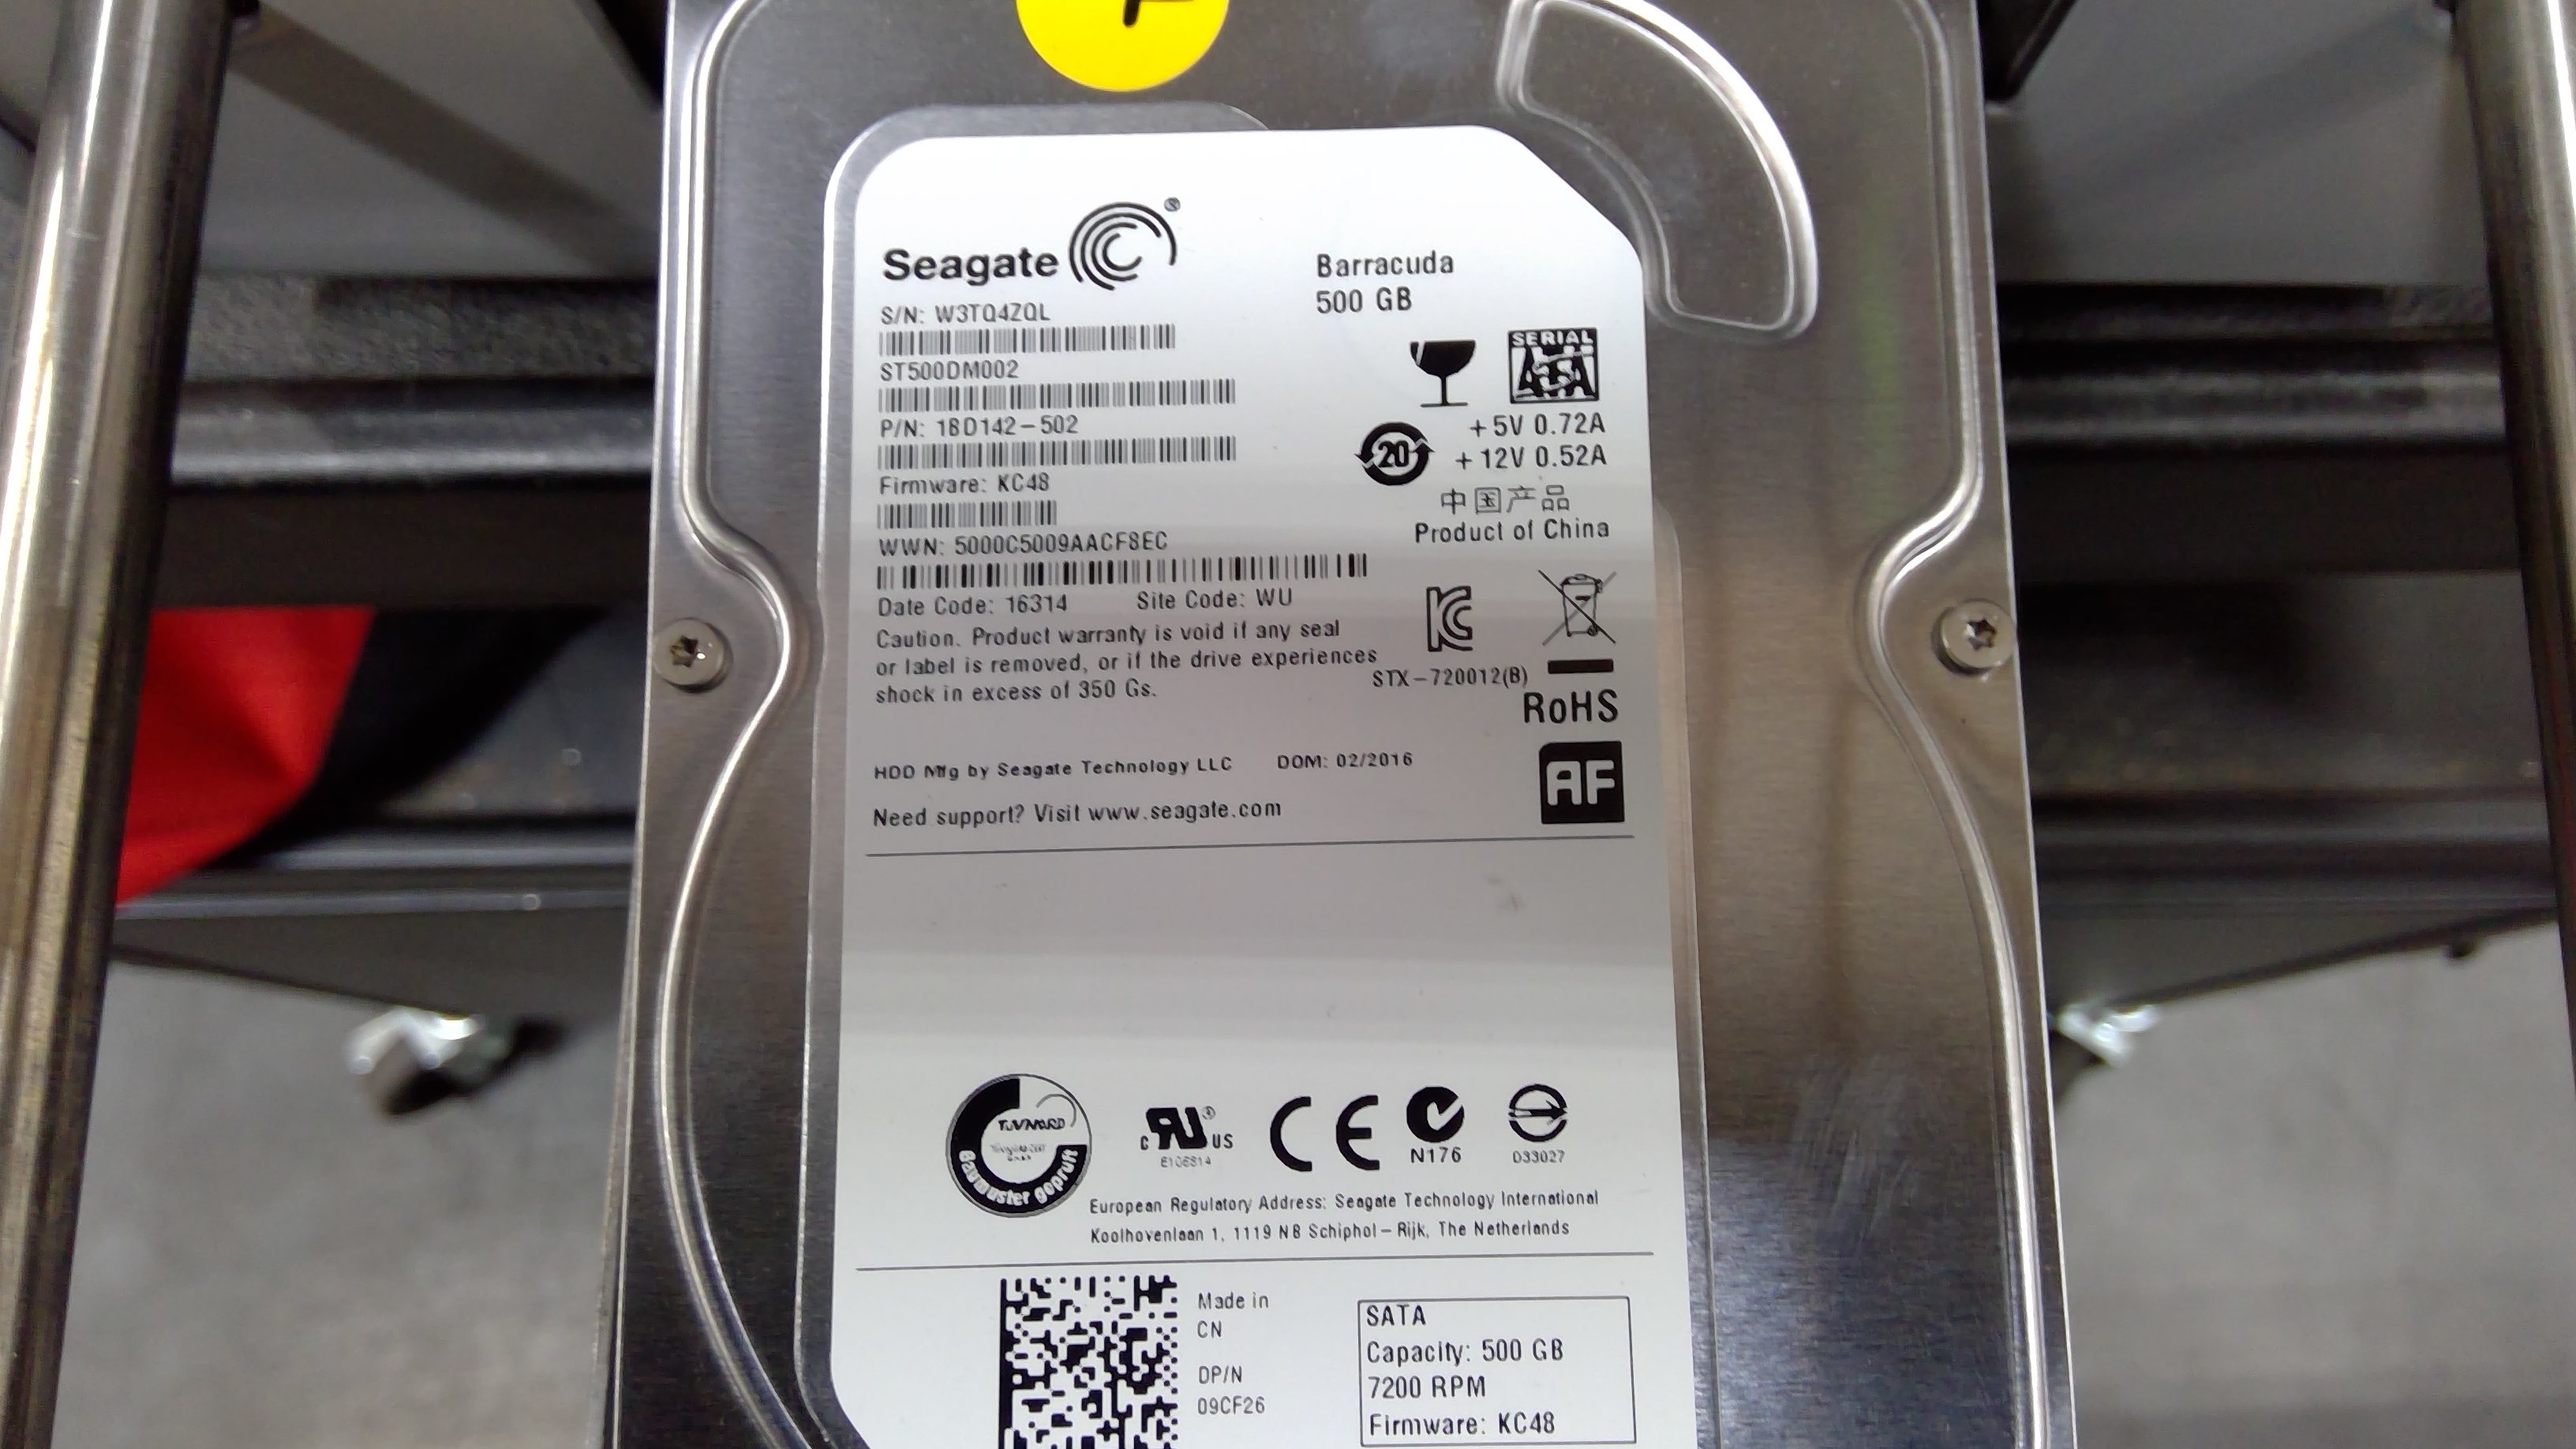 Seagate ®
Barracuda
500 GB
S/N: W3TQ4ZQL
ST500DM002
P/N: 1BD142-502
Firmware: KC48
WWN: 5000C5009AACF8EC
Date Code: 16314 Site Code: WU
Caution. Product warranty is void if any seal
or label is removed, or if the drive experiences
shock in excess of 350 Gs.
SERIAL
ATA
+5V 0.72A
20
+12V 0.52A
中国产品
Product of China
STX-720012(B)
RoHS
AF
HDD Mfg by Seagate Technology LLC DOM: 02/2016
Need support? Visit www.seagate.com
TÜV NORD
Baumuster geprüft
c RU ® US
CE
N176
D33027
European Regulatory Address: Seagate Technology International
Koolhovenlaan 1, 1119 NB Schiphol-Rijk, The Netherlands
Made in
CN
DP/N
09CF26
SATA
Capacity: 500 GB
7200 RPM
Firmware: KC48